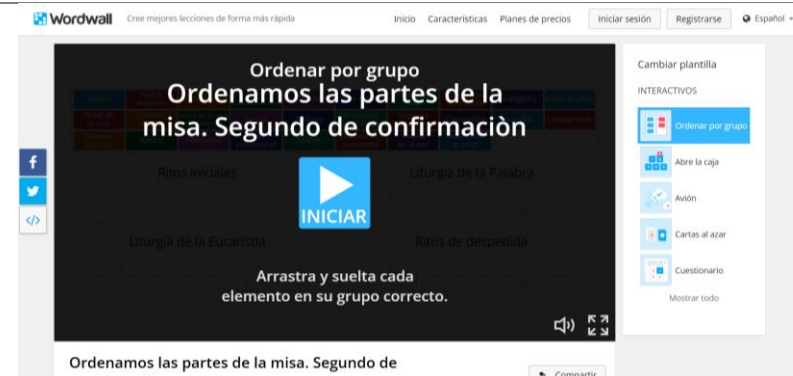 Wordwall Cree mejores lecciones de forma más rápida Inicio Características Planes de precios Iniciar sesión Registrarse Español
Ordenar por grupo
Ordenamos las partes de la
misa. Segundo de confirmaciòn
Ritos iniciales Liturgia de la Palabra
INICIAR
Liturgia de la Eucaristía Ritos de despedida
Arrastra y suelta cada
elemento en su grupo correcto.
Cambiar plantilla
INTERACTIVOS
Ordenar por grupo
Abre la caja
Avión
Cartas al azar
Cuestionario
Mostrar todo
Ordenamos las partes de la misa. Segundo de
Compartir